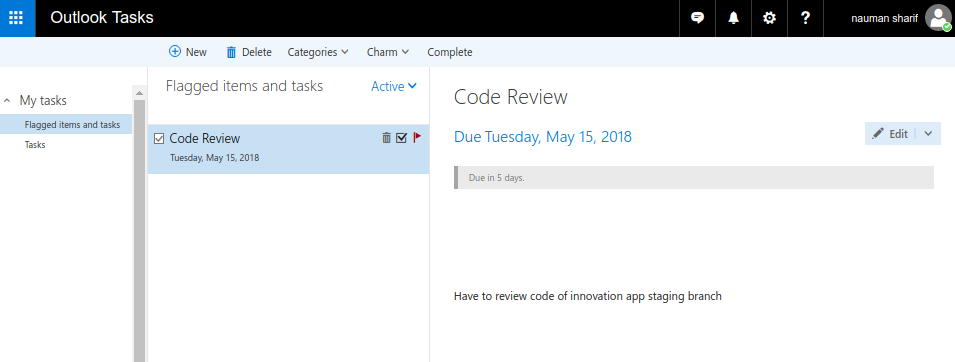 Outlook Tasks
?
nauman sharif
New
Delete
Categories
Charm
Complete
My tasks
Flagged items and tasks
Tasks
Flagged items and tasks
Active
Code Review
Tuesday, May 15, 2018
Code Review
Due Tuesday, May 15, 2018
Edit
Due in 5 days.
Have to review code of innovation app staging branch